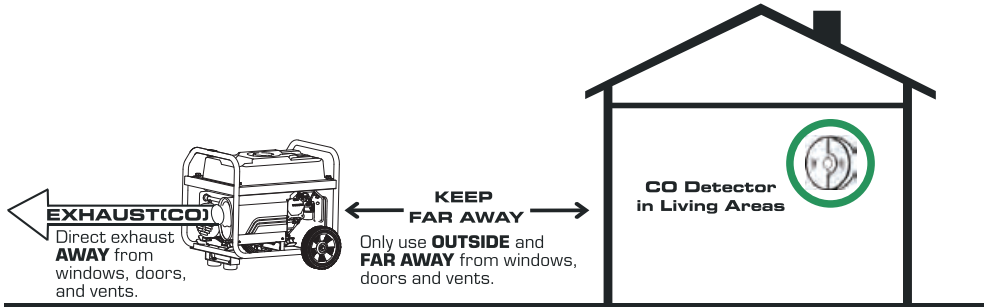 EXHAUST(CO)
Direct exhaust
AWAY from
windows, doors,
and vents.
KEEP
FAR AWAY
Only use OUTSIDE and
FAR AWAY from windows,
doors and vents.
CO Detector
in Living Areas